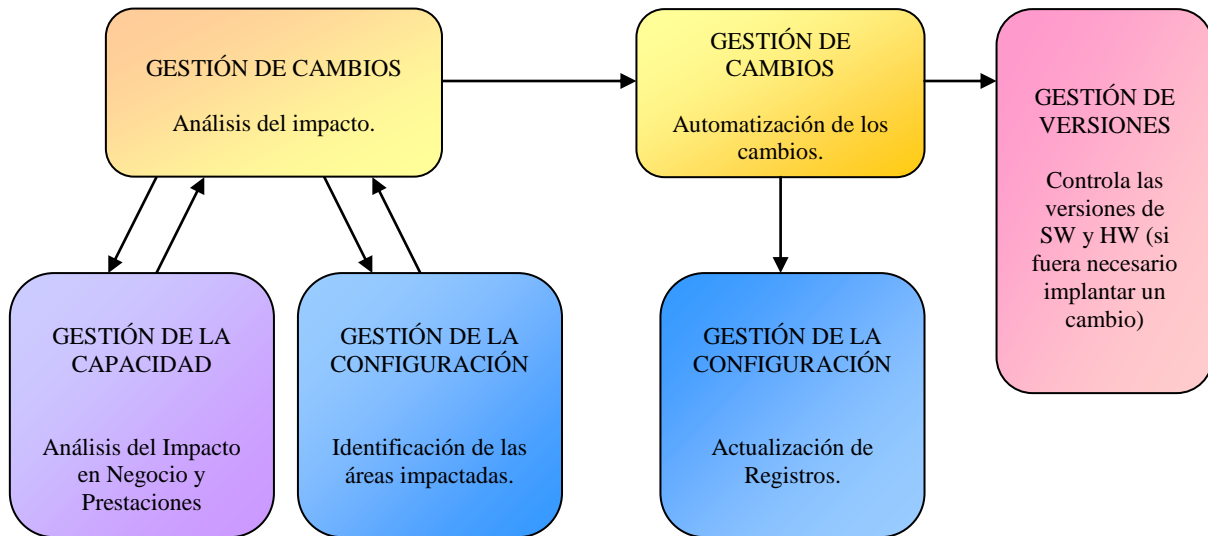 GESTIÓN DE CAMBIOS
Análisis del impacto.
GESTIÓN DE
CAMBIOS
Automatización de los
cambios.
GESTIÓN DE
VERSIONES
Controla las
versiones de
SW y HW (si
fuera necesario
implantar un
cambio)
GESTIÓN DE LA
CAPACIDAD
Análisis del Impacto
en Negocio y
Prestaciones
GESTIÓN DE LA
CONFIGURACIÓN
Identificación de las
áreas impactadas.
GESTIÓN DE LA
CONFIGURACIÓN
Actualización de
Registros.